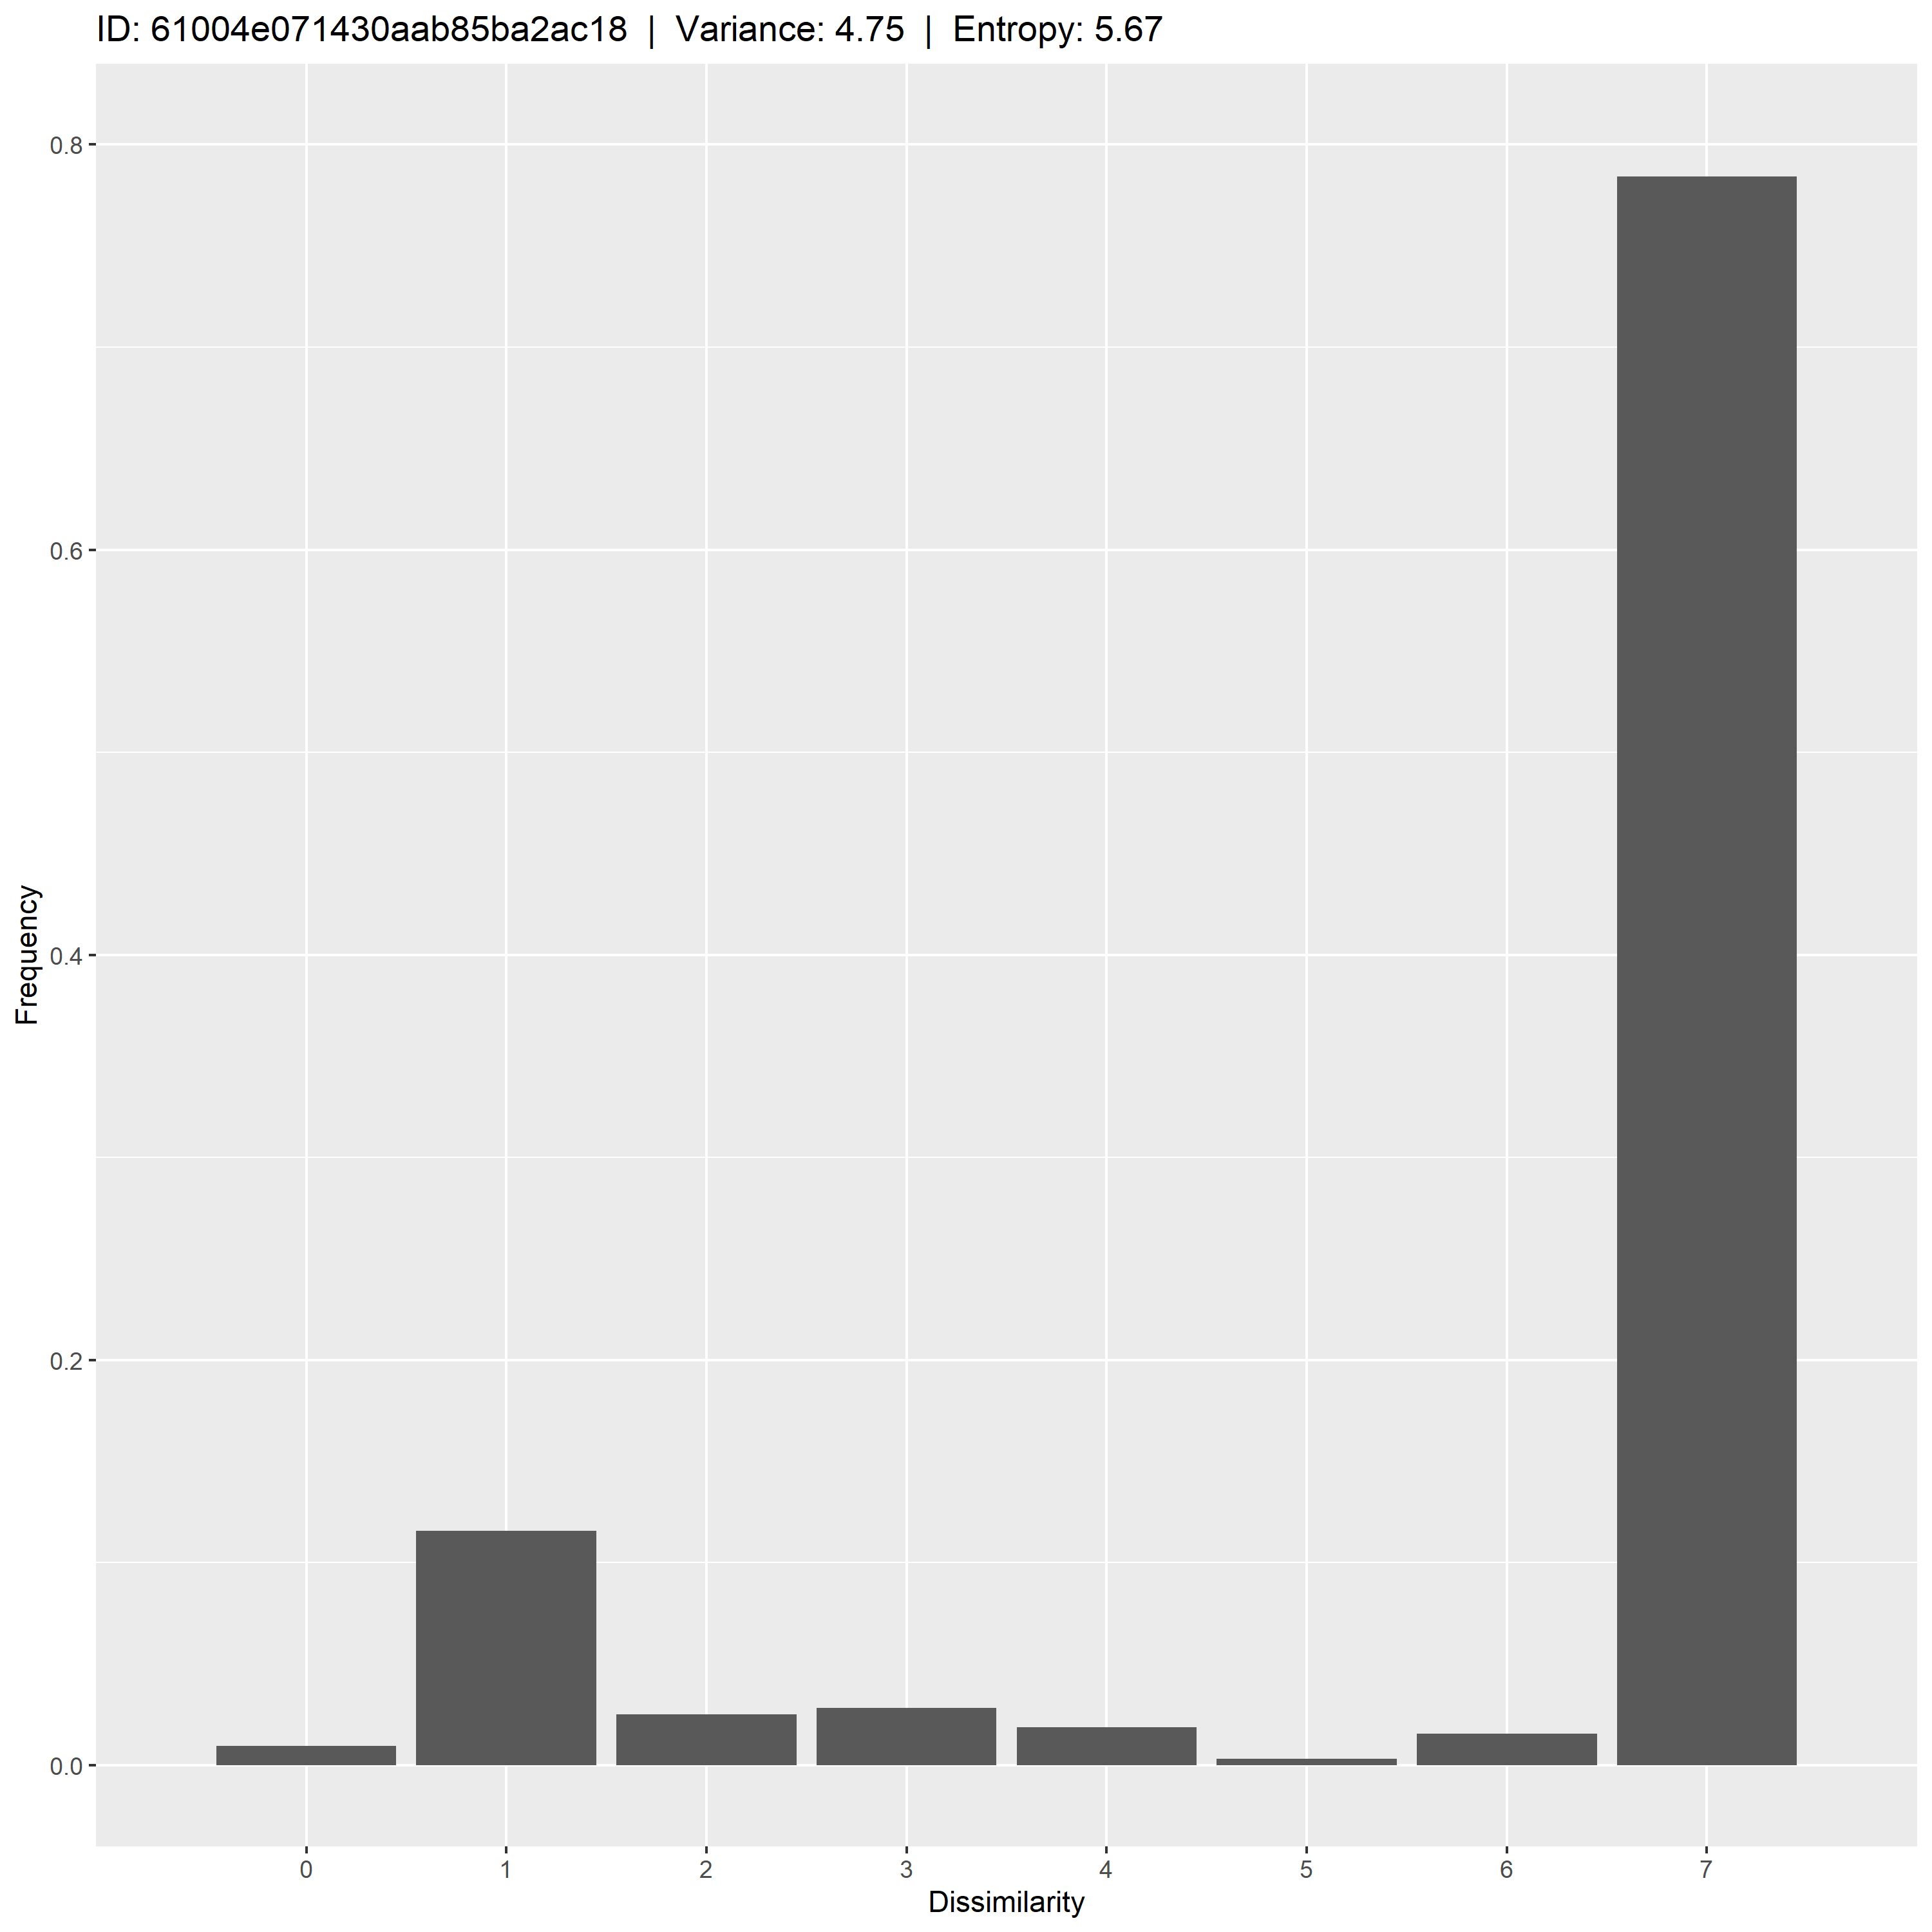 ID: 61004e071430aab85ba2ac18 | Variance: 4.75 | Entropy: 5.67
0.8
0.6
0.4
0.2
0.0
Frequency
0 1 2 3 4 5 6 7
Dissimilarity